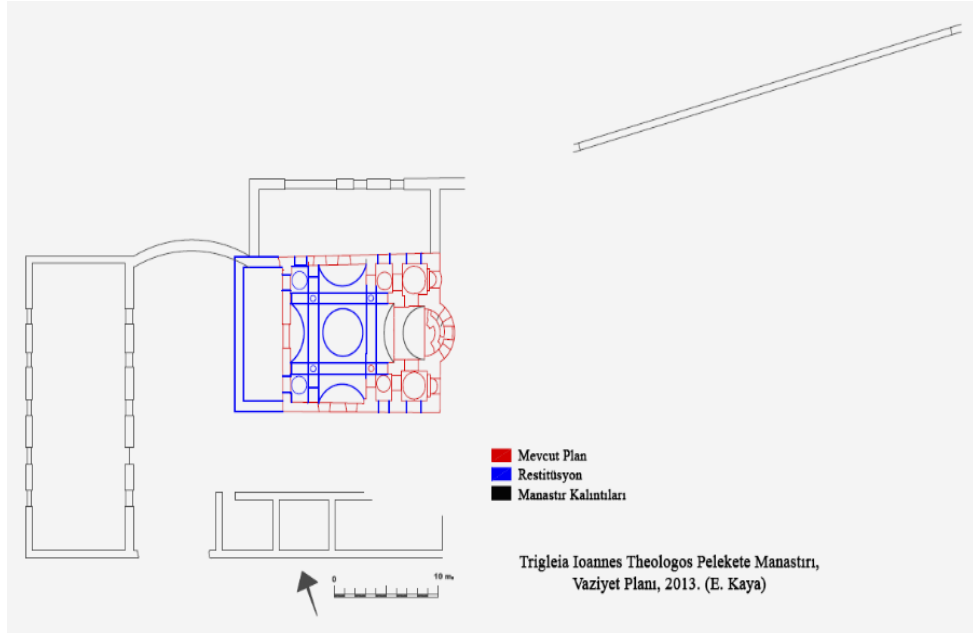 Mevcut Plan
Restitüsyon
Manastır Kalıntıları
Trigleia Ioannes Theologos Pelekete Manastırı,
Vaziyet Planı, 2013. (E. Kaya)
0 10 m.